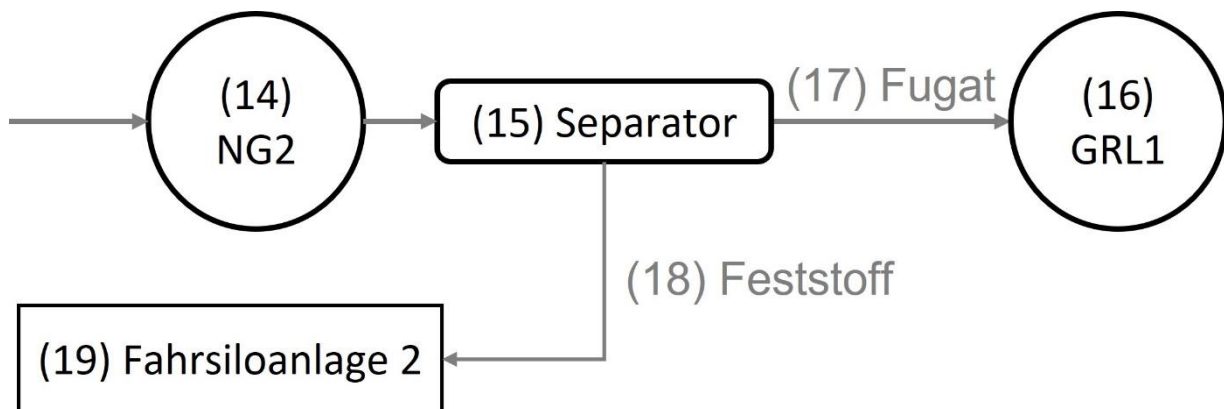 (14)
NG2
(15) Separator
(17) Fugat
(16)
GRL1
(18) Feststoff
(19) Fahrsiloanlage 2